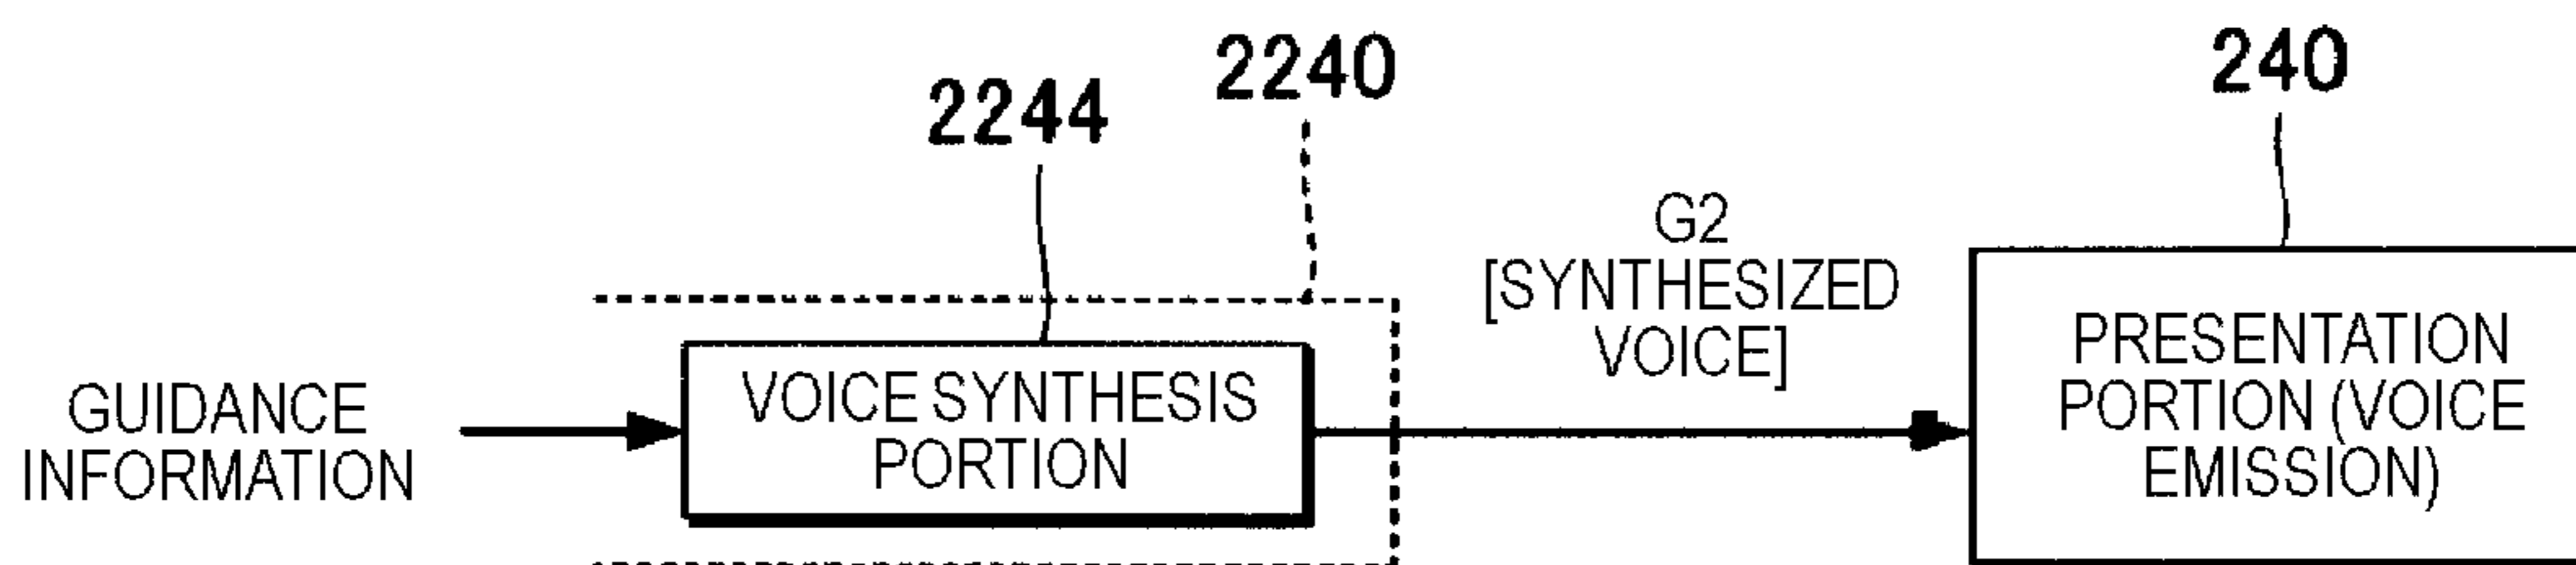 2244
2240
240
GUIDANCE
INFORMATION
VOICE SYNTHESIS
PORTION
G2
[SYNTHESIZED
VOICE]
PRESENTATION
PORTION (VOICE
EMISSION)